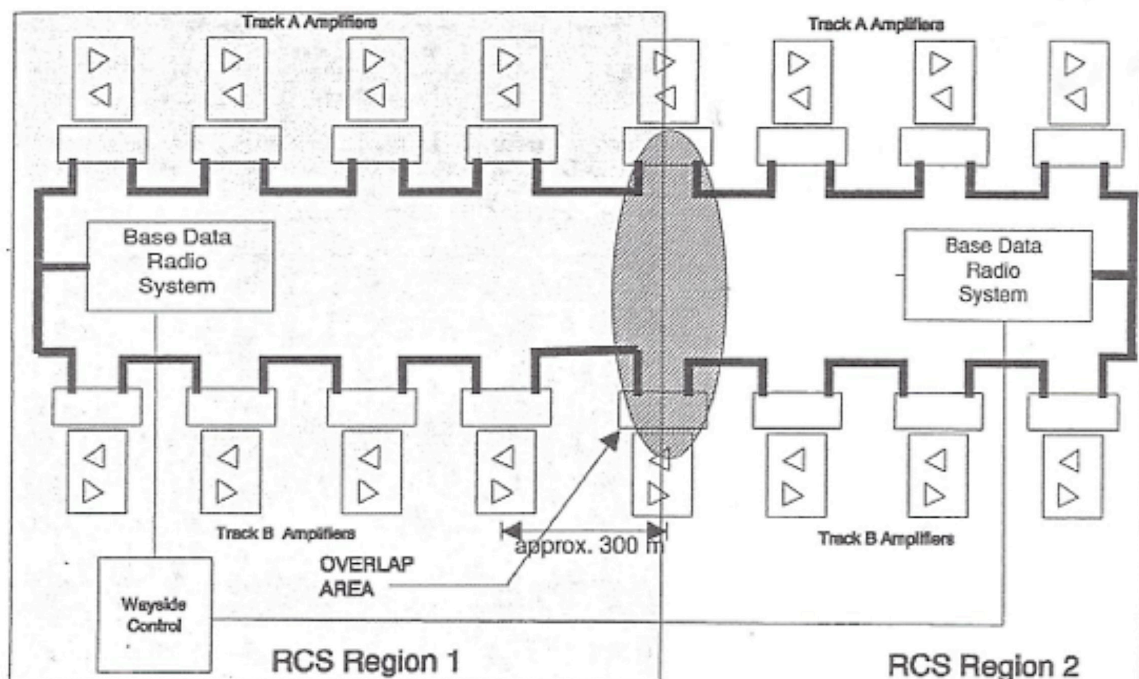 Track A Amplifiers
Track A Amplifiers
Base Data
Radio
System
Base Data
Radio
System
Track B Amplifiers
approx. 300 m
Track B Amplifiers
OVERLAP
AREA
Wayside
Control
RCS Region 1
RCS Region 2